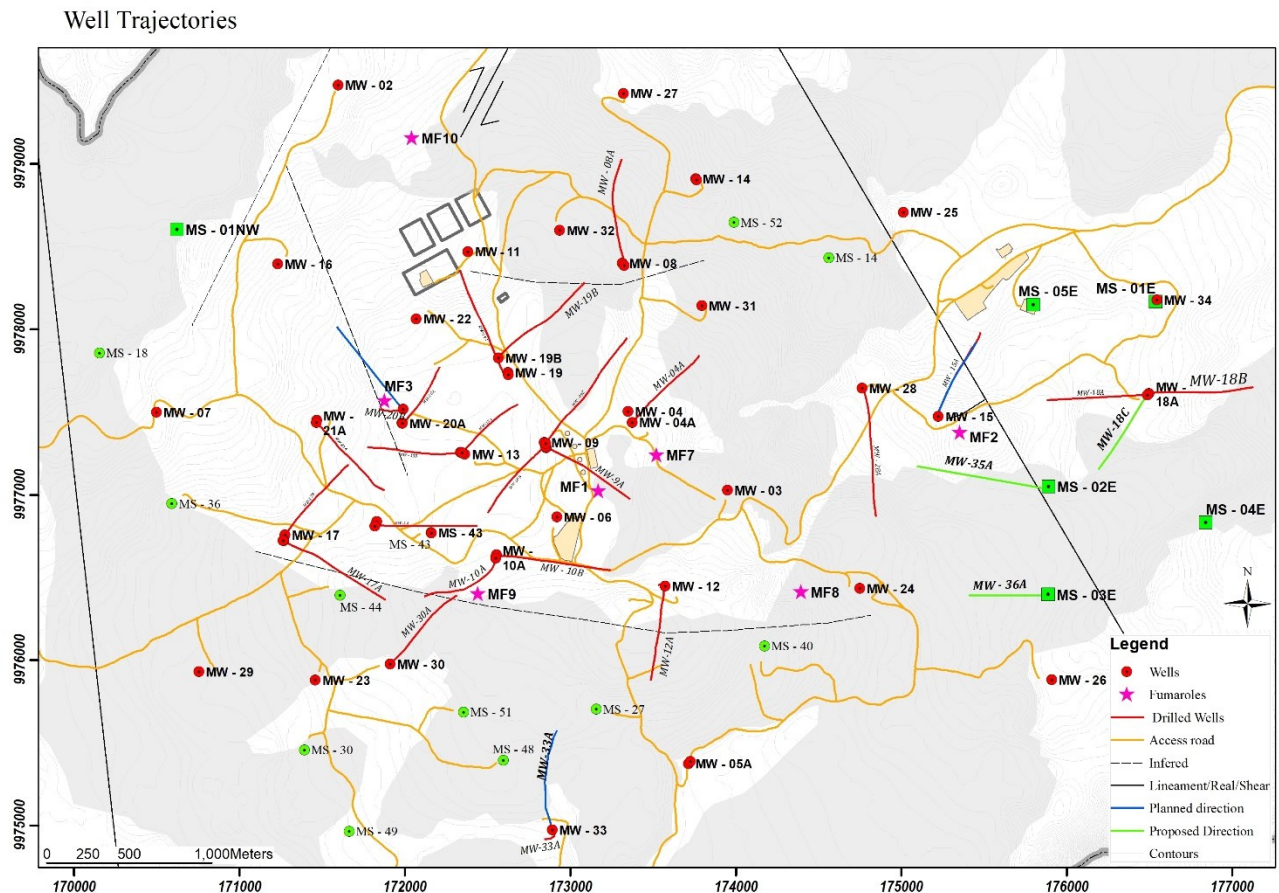 Well Trajectories
MW - 02
MW - 27
MF10
MW - 08A
MW - 14
MS - 52
MW - 25
MS - 01NW
MW - 32
MW - 11
MS - 14
MW - 16
MW - 08
MW-19B
MS - 05E
MS - 01E
MW - 34
MW - 31
MW - 22
MS - 18
MW - 19B
MW - 19
MW-04A
MW - 15A
MF3
MW - 28
MW - 18A
MW -
18A
MW-18B
MW - 07
MW-20B
MW - 20A
MW - 04
MW - 04A
MW - 15
MW -
21A
MF2
MW-18C
MW - 09
MW - 13
MF7
MW-35A
MW-9A
MF1
MW - 03
MS - 02E
MS - 36
MW - 06
MS - 04E
MW - 17
MS - 43
MS - 43
MW -
10A
MW - 10B
MW-10A
MW-17A
MW - 12
MF8
MW - 24
MW - 36A
MS - 03E
N
MF9
MS - 44
MW-30A
MS - 40
MW-12A
MW - 30
MW - 29
MW - 23
MW - 26
MS - 51
MS - 27
MS - 30
MS - 48
MW-33A
MW - 05A
MS - 49
MW - 33
MW-33A
Legend
Wells
Fumaroles
Drilled Wells
Access road
Infered
Lineament/Real/Shear
Planned direction
Proposed Direction
Contours
0 250 500 1,000Meters
9979000
9978000
9977000
9976000
9975000
170000 171000 172000 173000 174000 175000 176000 177000